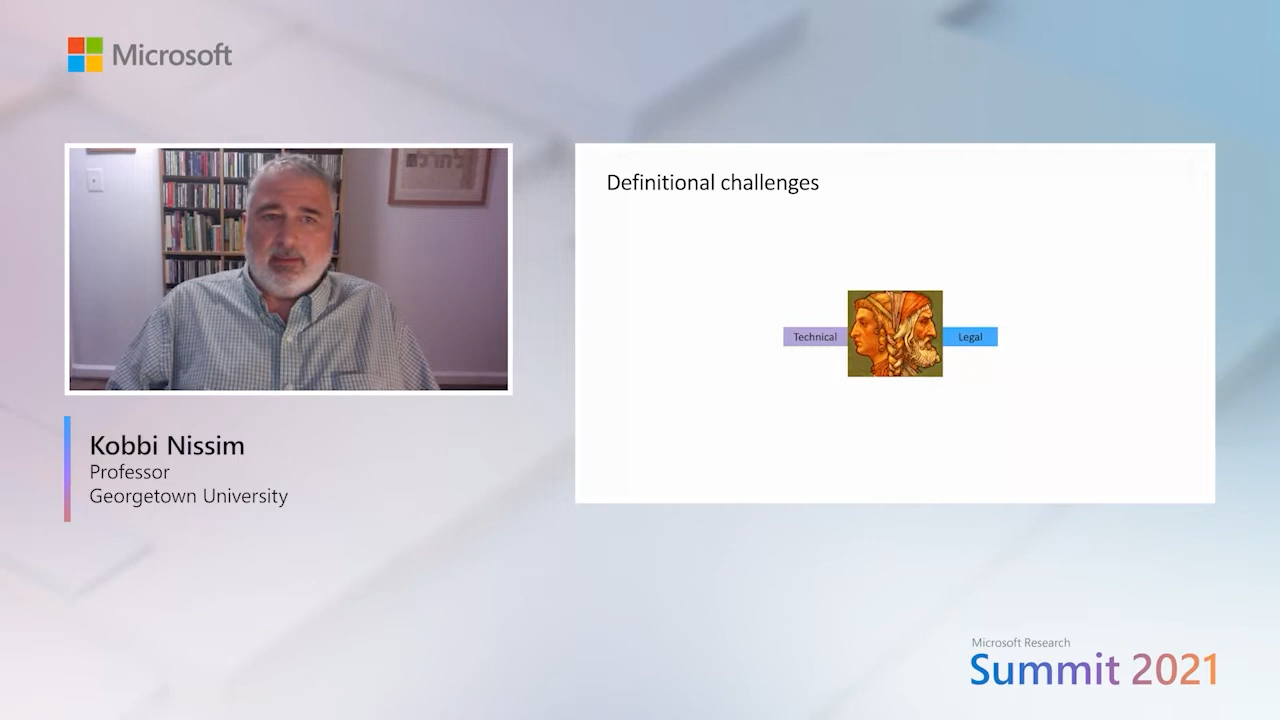 Microsoft
Definitional challenges
Technical
Legal
Kobbi Nissim
Professor
Georgetown University
Microsoft Research
Summit 2021